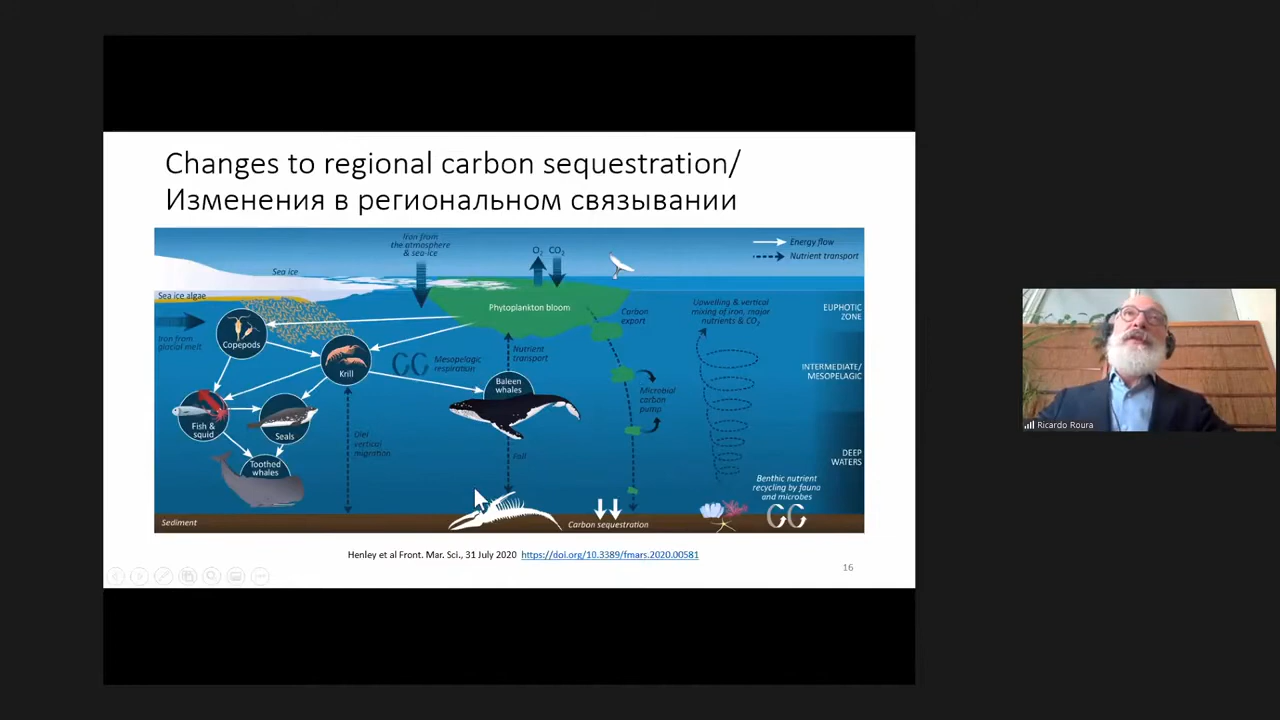 Changes to regional carbon sequestration/
Изменения в региональном связывании
Iron from
the atmosphere
& sea-ice
O₂ CO₂
Energy flow
Nutrient transport
Sea ice
Sea ice algae
Phytoplankton bloom
Carbon
export
Upwelling & vertical
mixing of iron, major
nutrients & CO₂
EUPHOTIC
ZONE
Iron from
glacial melt
Copepods
Krill
Mesopelagic
respiration
Nutrient
transport
Baleen
whales
INTERMEDIATE/
MESOPELAGIC
Microbial
carbon
pump
Fish &
squid
Seals
Diel
vertical
migration
Toothed
whales
Fall
DEEP
WATERS
Benthic nutrient
recycling by fauna
and microbes
Sediment
Carbon sequestration
Henley et al Front. Mar. Sci., 31 July 2020 https://doi.org/10.3389/fmars.2020.00581
16
Ricardo Roura